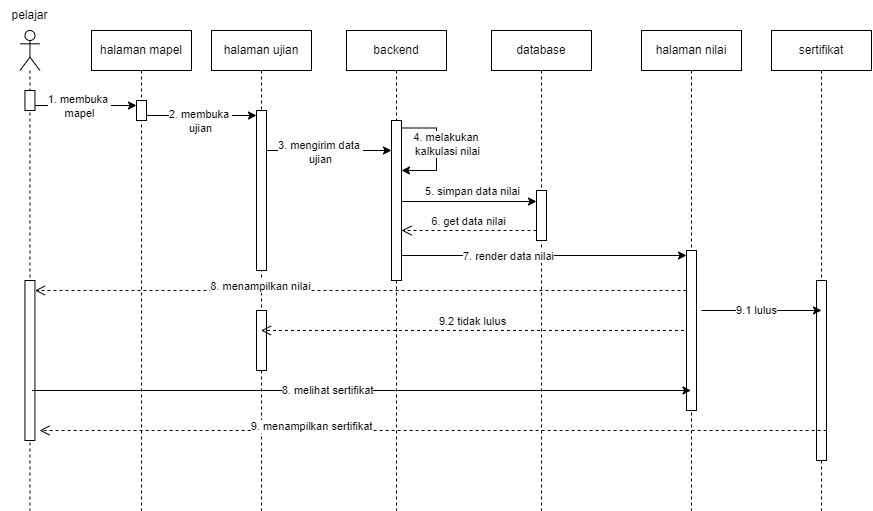 pelajar
halaman mapel
halaman ujian
backend
database
halaman nilai
sertifikat
1. membuka
mapel
2. membuka
ujian
3. mengirim data
ujian
4. melakukan
kalkulasi nilai
5. simpan data nilai
6. get data nilai
7. render data nilai
8. menampilkan nilai
9.1 lulus
9.2 tidak lulus
8. melihat sertifikat
9. menampilkan sertifikat